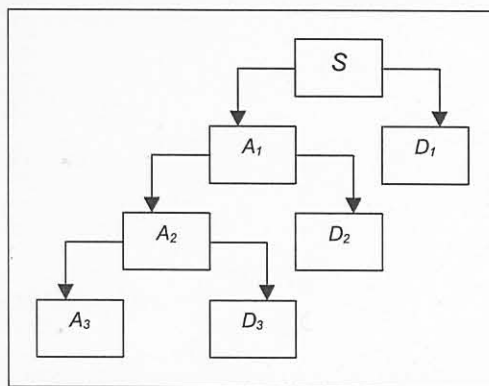 S
A₁ D₁
A₂ D₂
A₃ D₃